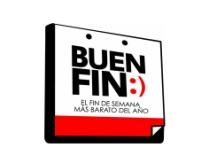 BUEN
FIN:)
EL FIN DE SEMANA
MÁS BARATO DEL AÑO